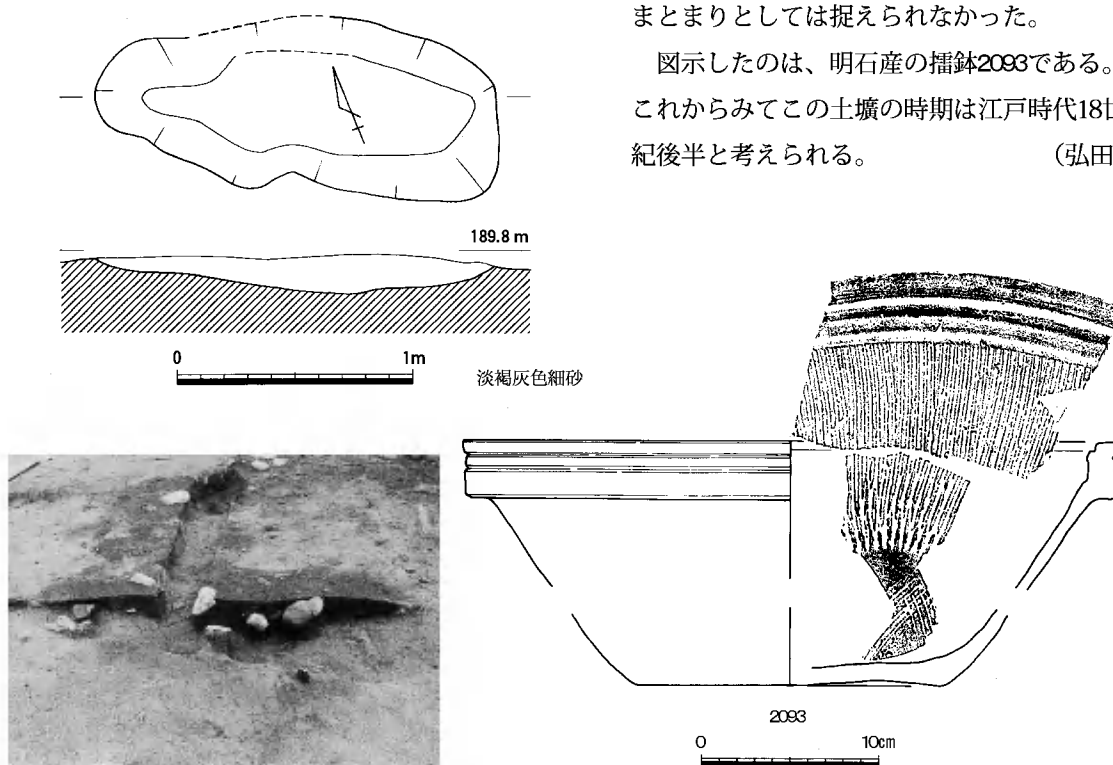 まとまりとしては捉えられなかった。
図示したのは、明石産の擂鉢2093である。
これからみてこの土壙の時期は江戸時代18世
紀後半と考えられる。 (弘田
189.8 m
0 1m
淡褐灰色細砂
2093
0 10cm